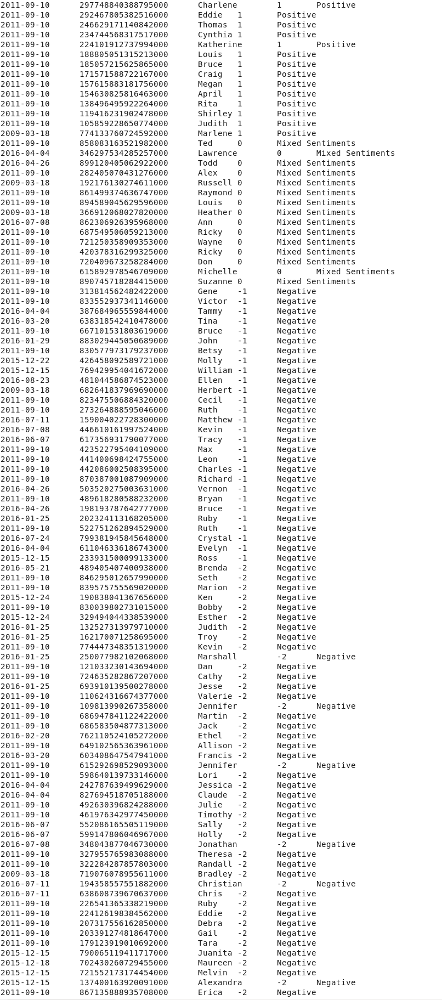 2011-09-10	297748840388795000	Charlene	1	Positive
2011-09-10	292467805382516000	Eddie	1	Positive
2011-09-10	246629171140842000	Thomas	1	Positive
2011-09-10	234744568317517000	Cynthia	1	Positive
2011-09-10	224101912737994000	Katherine	1	Positive
2011-09-10	188805051315213000	Louis	1	Positive
2011-09-10	185057215625865000	Bruce	1	Positive
2011-09-10	171571588722167000	Craig	1	Positive
2011-09-10	157615883181756000	Megan	1	Positive
2011-09-10	154630825816463000	April	1	Positive
2011-09-10	138496495922264000	Rita	1	Positive
2011-09-10	119416231902478000	Shirley	1	Positive
2011-09-10	105859228650774000	Judith	1	Positive
2009-03-18	774133760724592000	Marlene	1	Positive
2011-09-10	858083163521982000	Ted	0	Mixed Sentiments
2016-04-04	346297534285257000	Lawrence	0	Mixed Sentiments
2016-04-26	899120405062922000	Todd	0	Mixed Sentiments
2011-09-10	282405070431276000	Alex	0	Mixed Sentiments
2009-03-18	192176130274611000	Russell	0	Mixed Sentiments
2011-09-10	861499374636747000	Raymond	0	Mixed Sentiments
2011-09-10	894589045629596000	Louis	0	Mixed Sentiments
2009-03-18	366912068027820000	Heather	0	Mixed Sentiments
2016-07-08	862306926395968000	Ann	0	Mixed Sentiments
2011-09-10	687549506059213000	Ricky	0	Mixed Sentiments
2011-09-10	721250358909353000	Wayne	0	Mixed Sentiments
2011-09-10	420378316299325000	Ricky	0	Mixed Sentiments
2011-09-10	720409673258284000	Don	0	Mixed Sentiments
2011-09-10	615892978546709000	Michelle	0	Mixed Sentiments
2011-09-10	890745718284415000	Suzanne	0	Mixed Sentiments
2011-09-10	313814562482422000	Gene	-1	Negative
2011-09-10	833552937341146000	Victor	-1	Negative
2016-04-04	387684965559844000	Tammy	-1	Negative
2016-03-20	638318542410478000	Tina	-1	Negative
2011-09-10	667101531803619000	Bruce	-1	Negative
2016-01-29	883029445050689000	John	-1	Negative
2011-09-10	830577973179237000	Betsy	-1	Negative
2015-12-22	426458092589721000	Molly	-1	Negative
2015-12-15	769429954041672000	William	-1	Negative
2016-08-23	481044586874523000	Ellen	-1	Negative
2009-03-18	682641837969690000	Herbert	-1	Negative
2011-09-10	823475506884320000	Cecil	-1	Negative
2011-09-10	273264888595046000	Ruth	-1	Negative
2016-07-11	159004022728300000	Matthew	-1	Negative
2016-07-08	446610161997524000	Kevin	-1	Negative
2016-06-07	617356931790077000	Tracy	-1	Negative
2011-09-10	423522795404109000	Max	-1	Negative
2011-09-10	441400698424755000	Leon	-1	Negative
2011-09-10	442086002508395000	Charles	-1	Negative
2011-09-10	870387001087909000	Richard	-1	Negative
2016-04-26	503520275003631000	Vernon	-1	Negative
2011-09-10	489618280588232000	Bryan	-1	Negative
2016-04-26	198193787642777000	Bruce	-1	Negative
2016-01-25	202324113168205000	Ruby	-1	Negative
2011-09-10	522751262894529000	Ruth	-1	Negative
2016-07-24	799381945845648000	Crystal	-1	Negative
2016-04-04	611046336186743000	Evelyn	-1	Negative
2015-12-15	233931500099133000	Ross	-1	Negative
2016-05-21	489405407400938000	Brenda	-2	Negative
2011-09-10	846295012657990000	Seth	-2	Negative
2011-09-10	839575755569020000	Marion	-2	Negative
2015-12-24	190838041367656000	Ken	-2	Negative
2011-09-10	830039802731015000	Bobby	-2	Negative
2015-12-24	329494044338539000	Esther	-2	Negative
2016-01-25	132527313979710000	Judith	-2	Negative
2016-01-25	162170071258695000	Troy	-2	Negative
2011-09-10	774447348351319000	Kevin	-2	Negative
2016-01-25	250077982102068000	Marshall	-2	Negative
2011-09-10	121033230143694000	Dan	-2	Negative
2011-09-10	724635282867207000	Cathy	-2	Negative
2016-01-25	693910139500278000	Jesse	-2	Negative
2011-09-10	110624316674377000	Valerie	-2	Negative
2011-09-10	109813990267358000	Jennifer	-2	Negative
2011-09-10	686947841122422000	Martin	-2	Negative
2011-09-10	686583504877313000	Jack	-2	Negative
2016-02-20	762110524105272000	Ethel	-2	Negative
2011-09-10	649102565363961000	Allison	-2	Negative
2016-03-20	603408647547941000	Francis	-2	Negative
2011-09-10	615292698529093000	Jennifer	-2	Negative
2011-09-10	598640139733146000	Lori	-2	Negative
2016-04-04	242787639499629000	Jessica	-2	Negative
2016-04-04	827694518705188000	Claude	-2	Negative
2011-09-10	492630396824288000	Julie	-2	Negative
2011-09-10	461976342977450000	Timothy	-2	Negative
2016-06-07	552086165505119000	Sally	-2	Negative
2016-06-07	599147806046967000	Holly	-2	Negative
2016-07-08	348043877046730000	Jonathan	-2	Negative
2011-09-10	327955765983088000	Theresa	-2	Negative
2011-09-10	322284287857803000	Randall	-2	Negative
2009-03-18	719076078955611000	Bradley	-2	Negative
2016-07-11	194358557551882000	Christian	-2	Negative
2016-07-11	638608739670637000	Chris	-2	Negative
2011-09-10	226541365338219000	Ruby	-2	Negative
2011-09-10	224126198384562000	Eddie	-2	Negative
2011-09-10	207317556162850000	Debra	-2	Negative
2011-09-10	203391274818647000	Gail	-2	Negative
2011-09-10	179123919010692000	Tara	-2	Negative
2015-12-15	790065119411717000	Juanita	-2	Negative
2015-12-18	702430260729455000	Maureen	-2	Negative
2015-12-15	721552173174454000	Melvin	-2	Negative
2015-12-15	137400163920091000	Alexandra	-2	Negative
2011-09-10	867135888935708000	Erica	-2	Negative